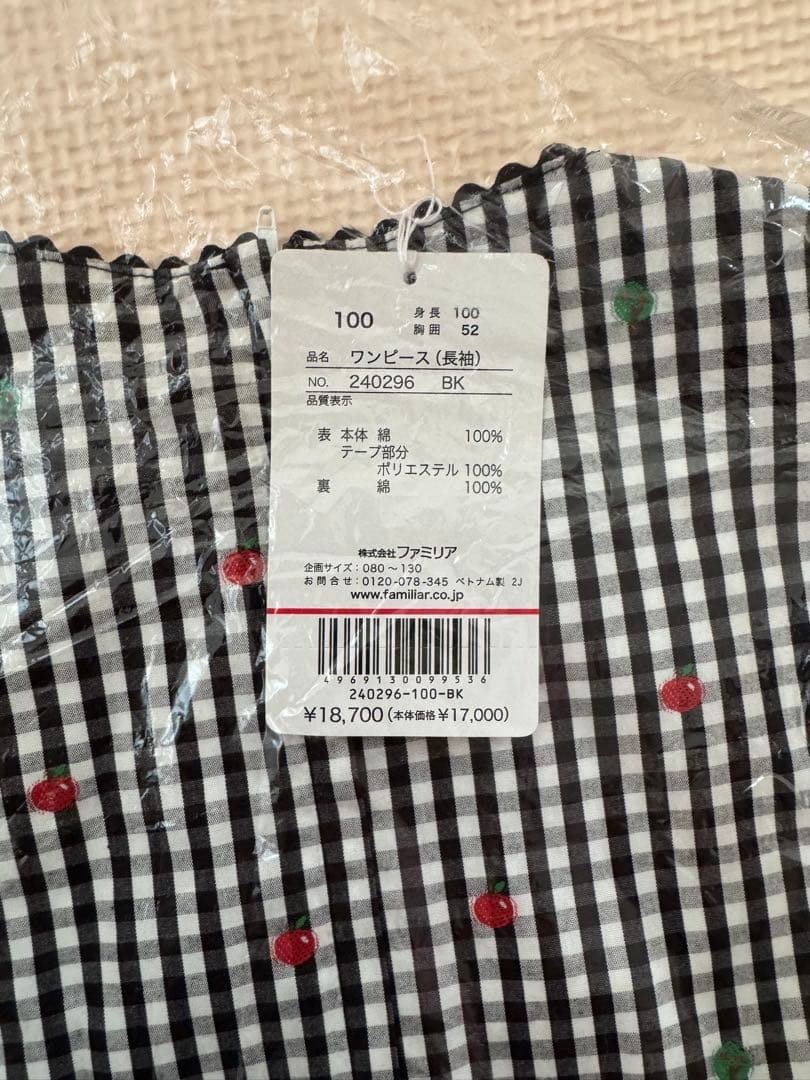 100
身長 100
胸囲 52
品名 ワンピース(長袖)
NO. 240296 BK
品質表示
表 本体 綿 100%
テープ部分
ポリエステル 100%
裏 綿 100%
株式会社ファミリア
企画サイズ:080〜130
お問合せ:0120-078-345 ベトナム製 2J
www.familiar.co.jp
4969130099536
240296-100-BK
¥18,700(本体価格¥17,000)